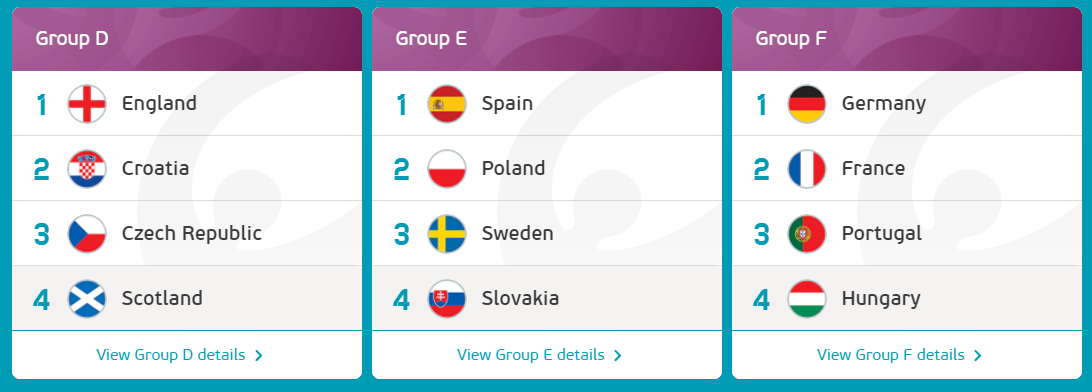 Group D
1 England
2 Croatia
3 Czech Republic
4 Scotland
View Group D details
Group E
1 Spain
2 Poland
3 Sweden
4 Slovakia
View Group E details
Group F
1 Germany
2 France
3 Portugal
4 Hungary
View Group F details